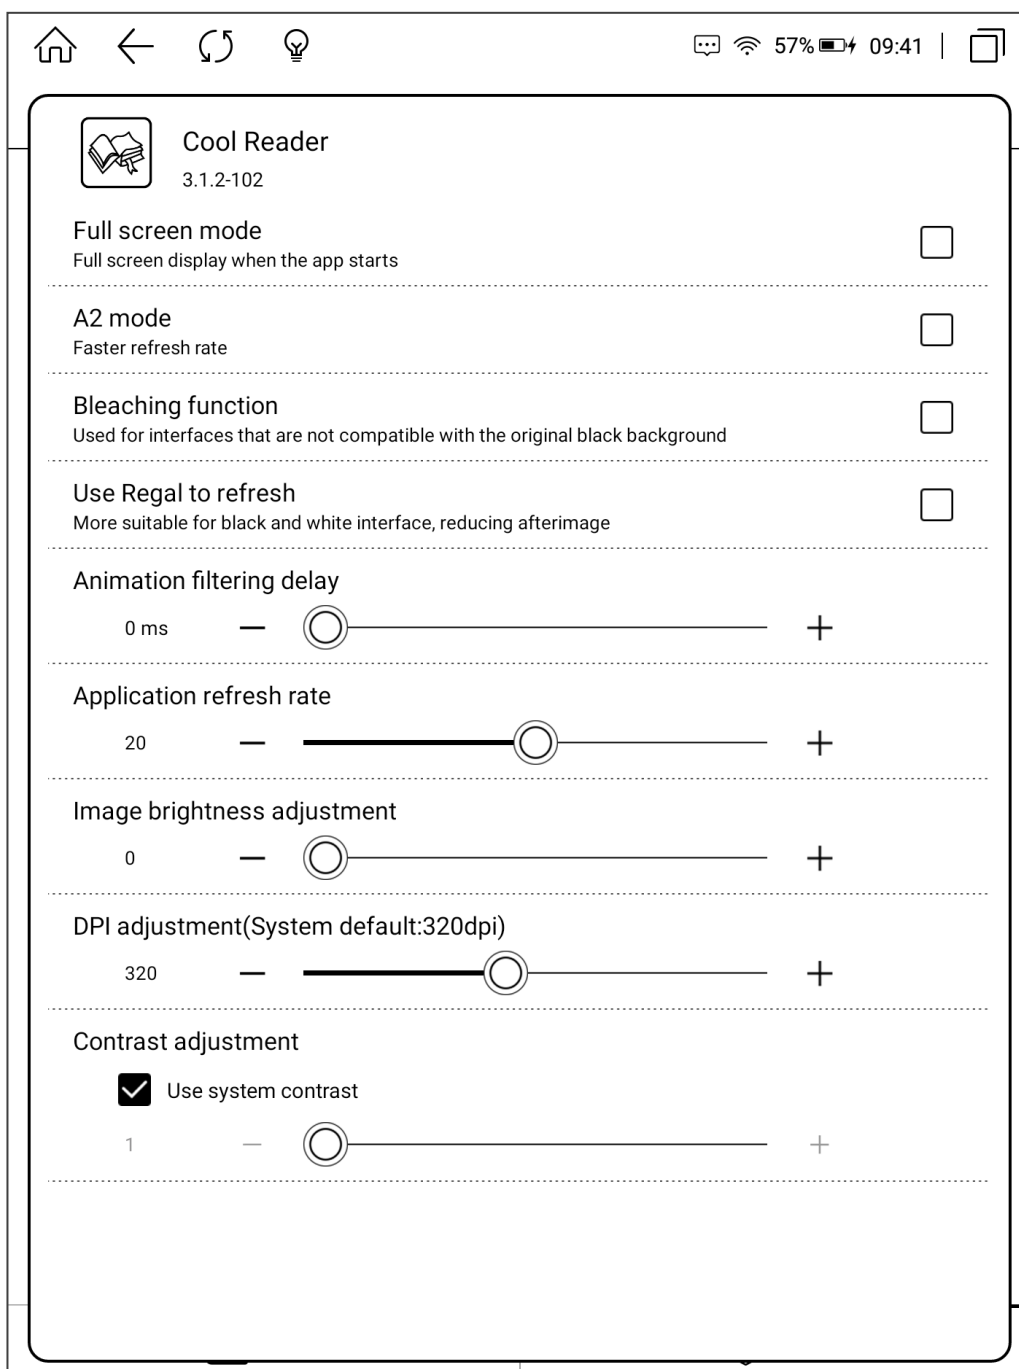 57% 09:41
Cool Reader
3.1.2-102
Full screen mode
Full screen display when the app starts
A2 mode
Faster refresh rate
Bleaching function
Used for interfaces that are not compatible with the original black background
Use Regal to refresh
More suitable for black and white interface, reducing afterimage
Animation filtering delay
0 ms
Application refresh rate
20
Image brightness adjustment
0
DPI adjustment(System default:320dpi)
320
Contrast adjustment
Use system contrast
1